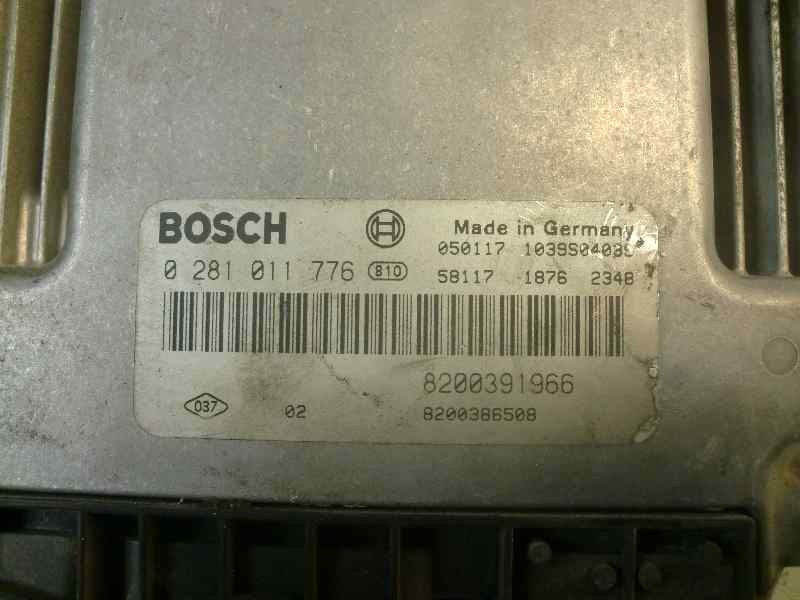 BOSCH
Made in Germany
050117 1039S04039
0 281 011 776 810
58117 1876 2348
8200391966
037
02
8200386508